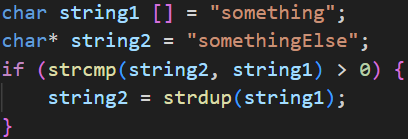 char string1 [] = "something";
char* string2 = "somethingElse";
if (strcmp(string2, string1) > 0) {
    string2 = strdup(string1);
}